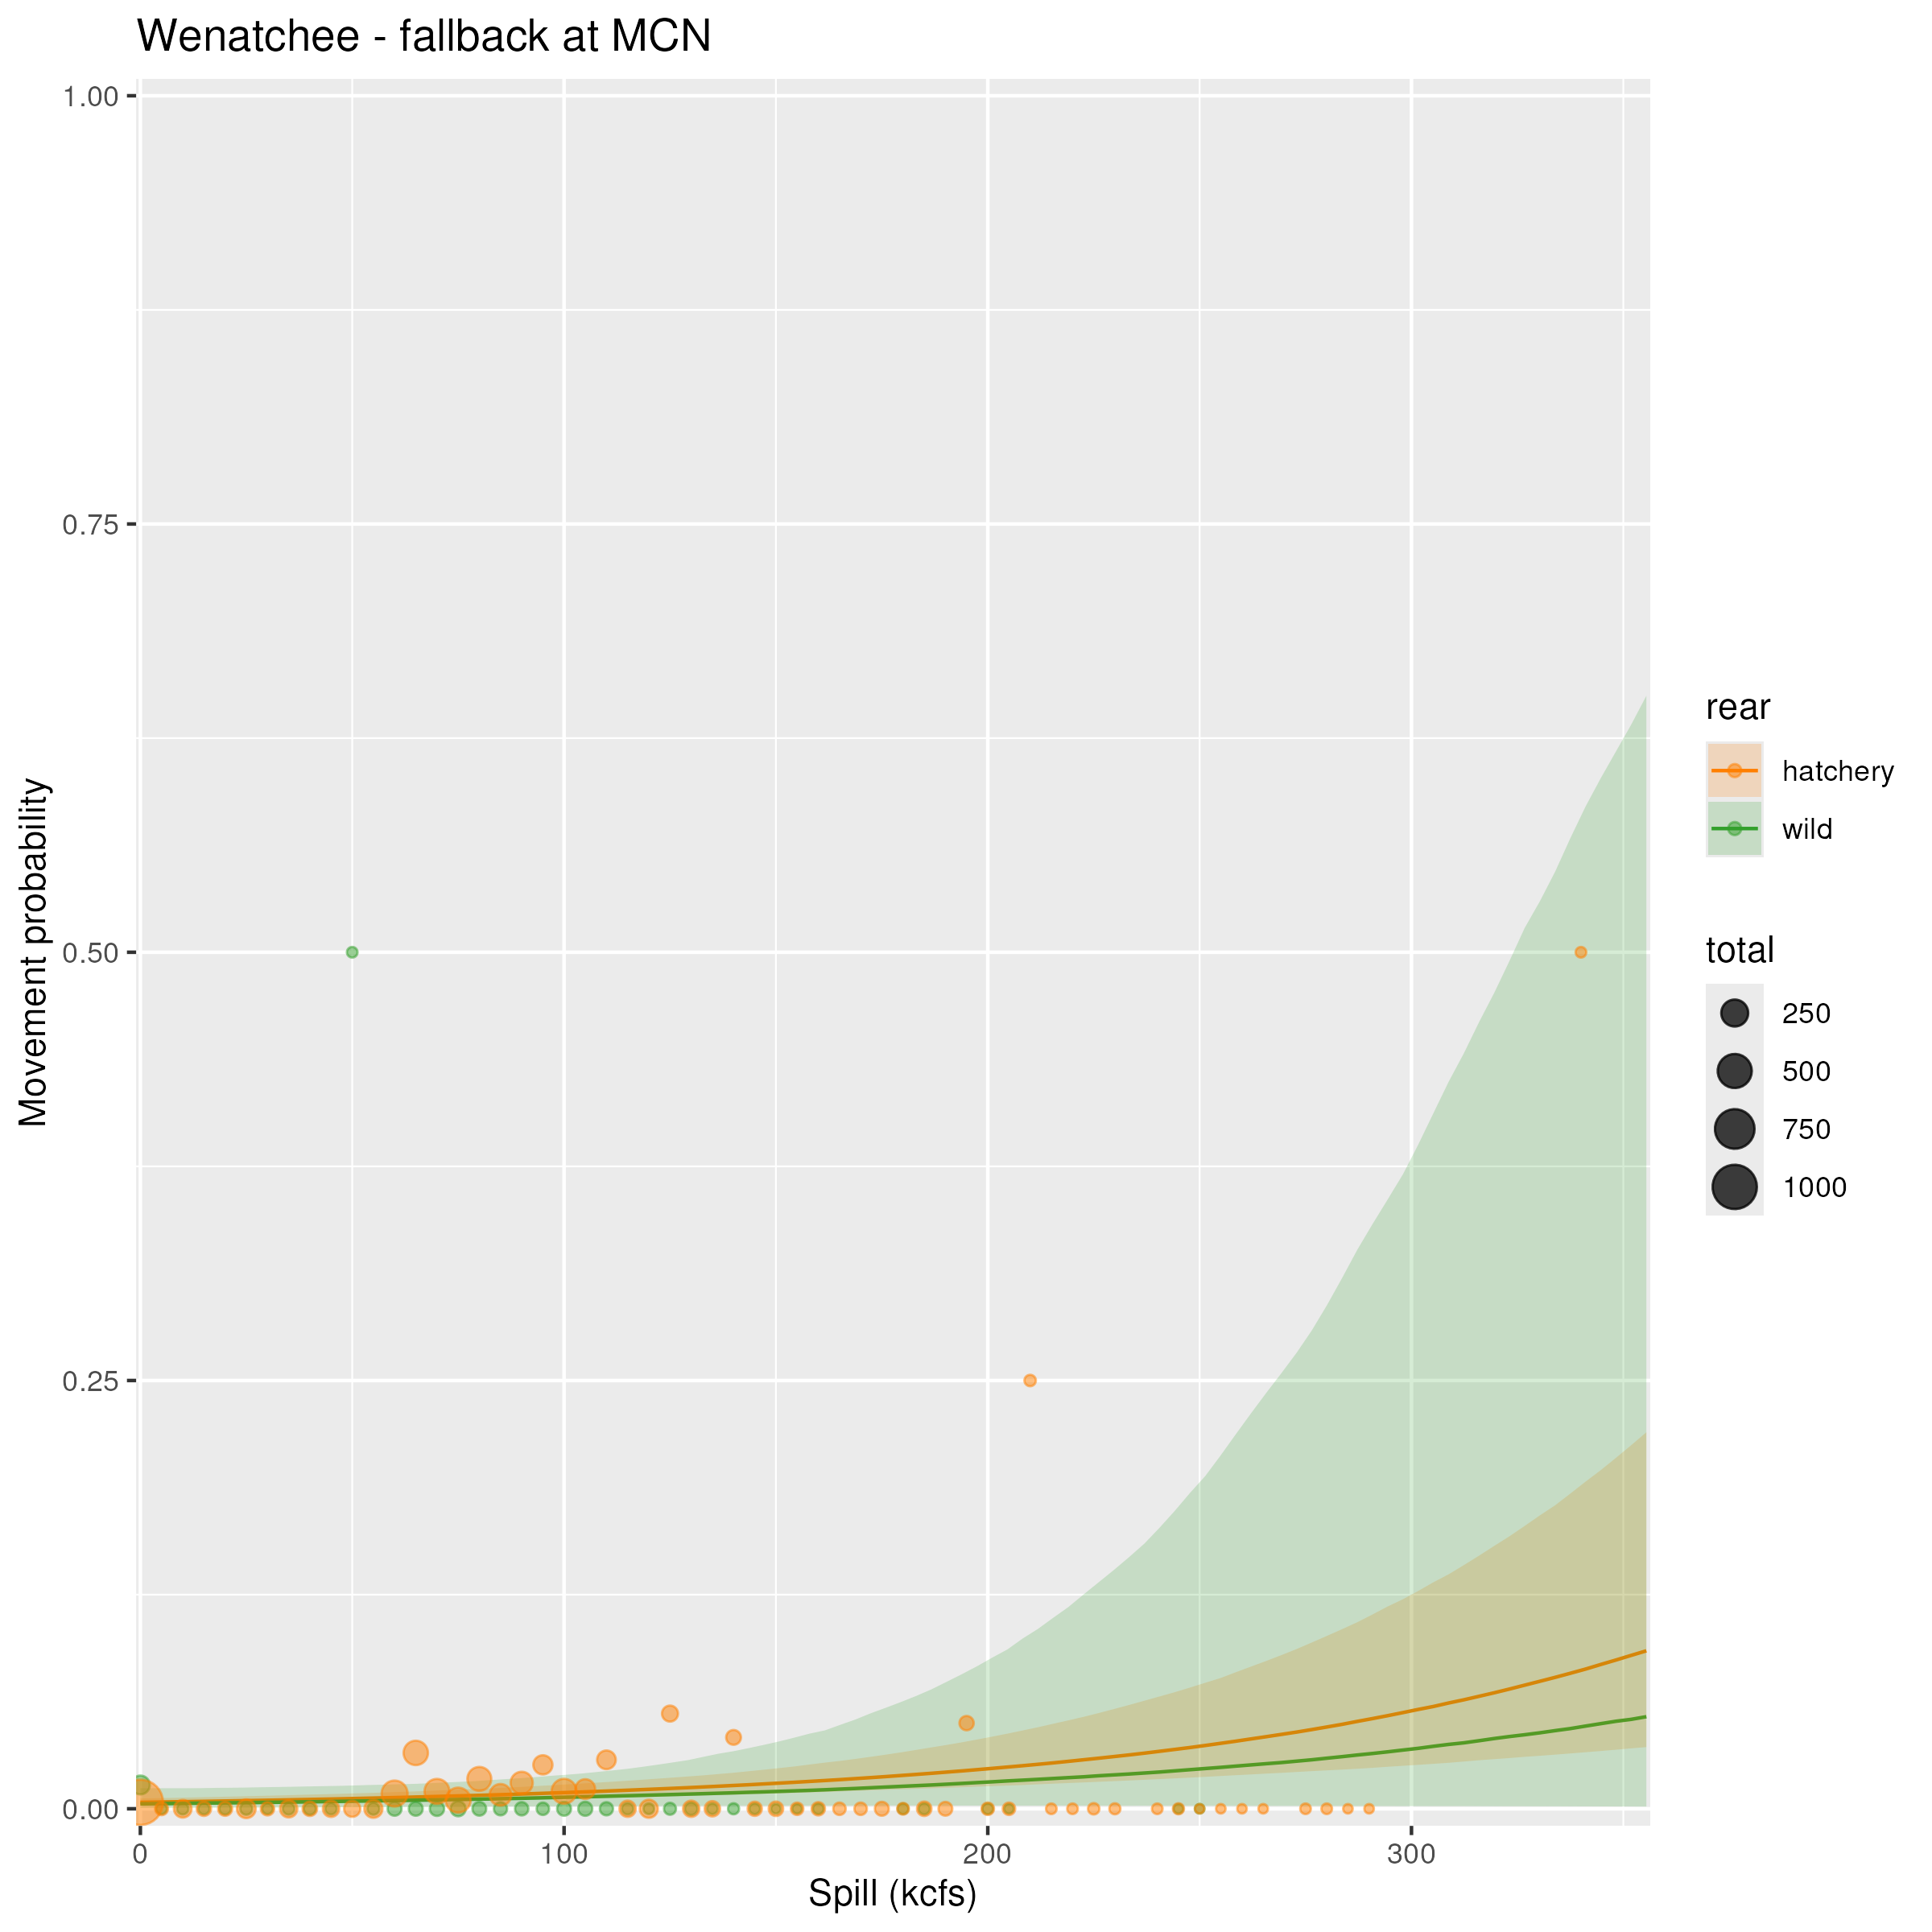 Wenatchee - fallback at MCN
1.00
0.75
0.50
0.25
0.00
Movement probability
0
100
200
300
Spill (kcfs)
rear
hatchery
wild
total
250
500
750
1000